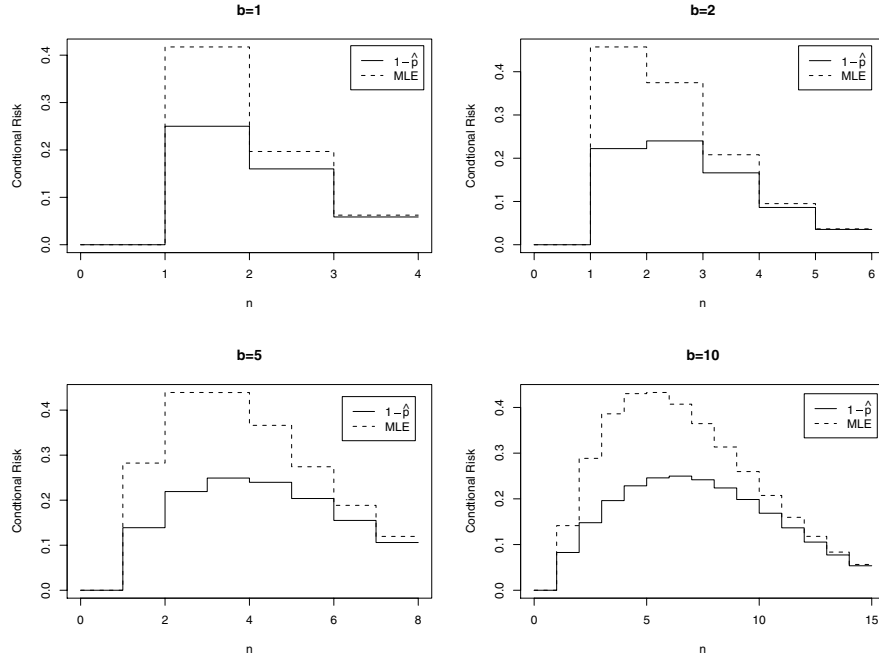 b=1
Condtional Risk
0.0 0.1 0.2 0.3 0.4
1−p̂
MLE
0 1 2 3 4
n
b=2
Condtional Risk
0.0 0.1 0.2 0.3 0.4
1−p̂
MLE
0 1 2 3 4 5 6
n
b=5
Condtional Risk
0.0 0.1 0.2 0.3 0.4
1−p̂
MLE
0 2 4 6 8
n
b=10
Condtional Risk
0.0 0.1 0.2 0.3 0.4
1−p̂
MLE
0 5 10 15
n